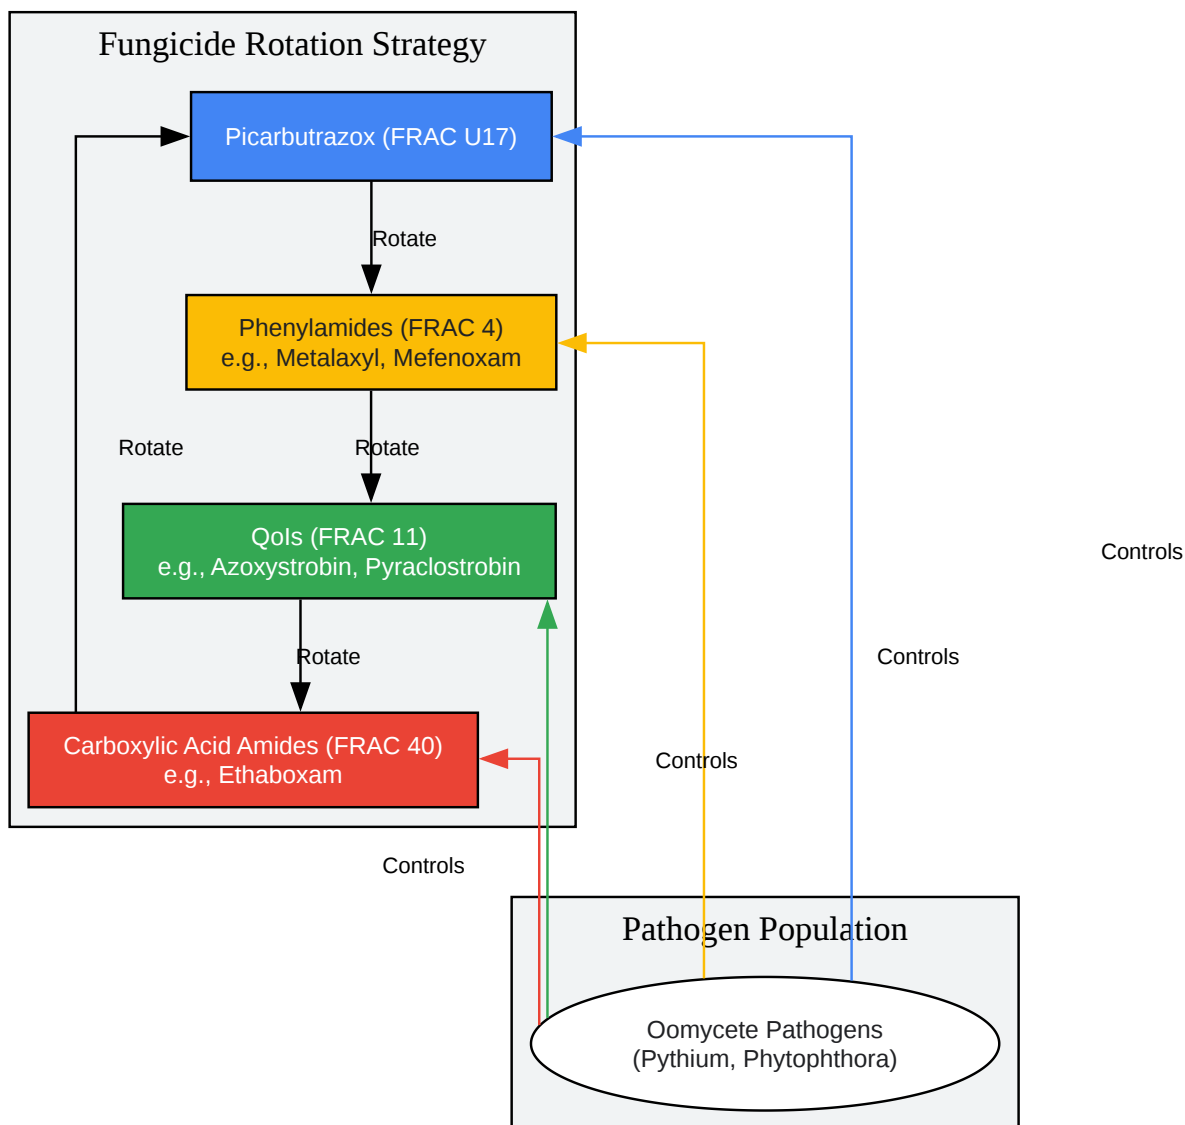 Fungicide Rotation Strategy
Picarbutrazox (FRAC U17)
Rotate
Phenylamides (FRAC 4)
e.g., Metalaxyl, Mefenoxam
Rotate
Rotate
QoIs (FRAC 11)
e.g., Azoxystrobin, Pyraclostrobin
Controls
Rotate
Controls
Carboxylic Acid Amides (FRAC 40)
e.g., Ethaboxam
Controls
Controls
Pathogen Population
Oomycete Pathogens
(Pythium, Phytophthora)